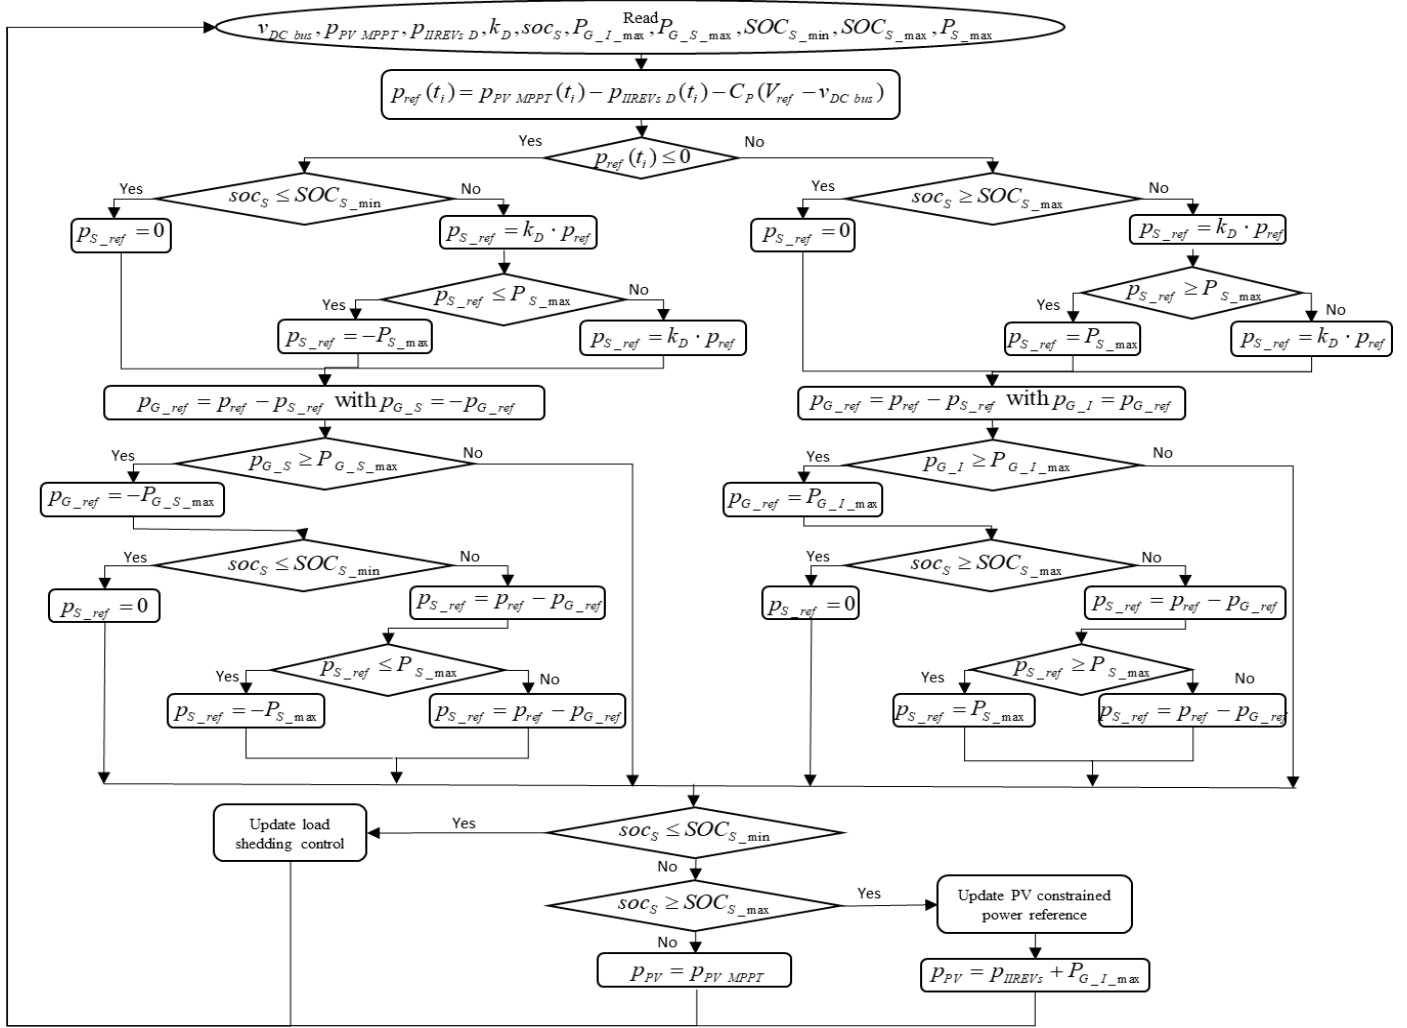 Read
v_DC bus, p_PV MPPT, p_IIREVs D, k_D, soc_S, P_G_I_max, P_G_S_max, SOC_S_min, SOC_S_max, P_S_max
p_ref(t_i) = p_PV MPPT(t_i) − p_IIREVs D(t_i) − C_P(V_ref − v_DC bus)
Yes
p_ref(t_i) ≤ 0
No
Yes
soc_S ≤ SOC_S_min
No
p_S_ref = 0
p_S_ref = k_D · p_ref
Yes
p_S_ref ≤ P_S_max
No
p_S_ref = −P_S_max
p_S_ref = k_D · p_ref
p_G_ref = p_ref − p_S_ref with p_G_S = −p_G_ref
Yes
p_G_S ≥ P_G_S_max
No
p_G_ref = −P_G_S_max
Yes
soc_S ≤ SOC_S_min
No
p_S_ref = 0
p_S_ref = p_ref − p_G_ref
Yes
p_S_ref ≤ P_S_max
No
p_S_ref = −P_S_max
p_S_ref = p_ref − p_G_ref
Yes
soc_S ≥ SOC_S_max
No
p_S_ref = 0
p_S_ref = k_D · p_ref
Yes
p_S_ref ≥ P_S_max
No
p_S_ref = P_S_max
p_S_ref = k_D · p_ref
p_G_ref = p_ref − p_S_ref with p_G_I = p_G_ref
Yes
p_G_I ≥ P_G_I_max
No
p_G_ref = P_G_I_max
Yes
soc_S ≥ SOC_S_max
No
p_S_ref = 0
p_S_ref = p_ref − p_G_ref
Yes
p_S_ref ≥ P_S_max
No
p_S_ref = P_S_max
p_S_ref = p_ref − p_G_ref
Update load
shedding control
Yes
soc_S ≤ SOC_S_min
No
soc_S ≥ SOC_S_max
Yes
Update PV constrained
power reference
No
p_PV = p_PV MPPT
p_PV = p_IIREVs + P_G_I_max